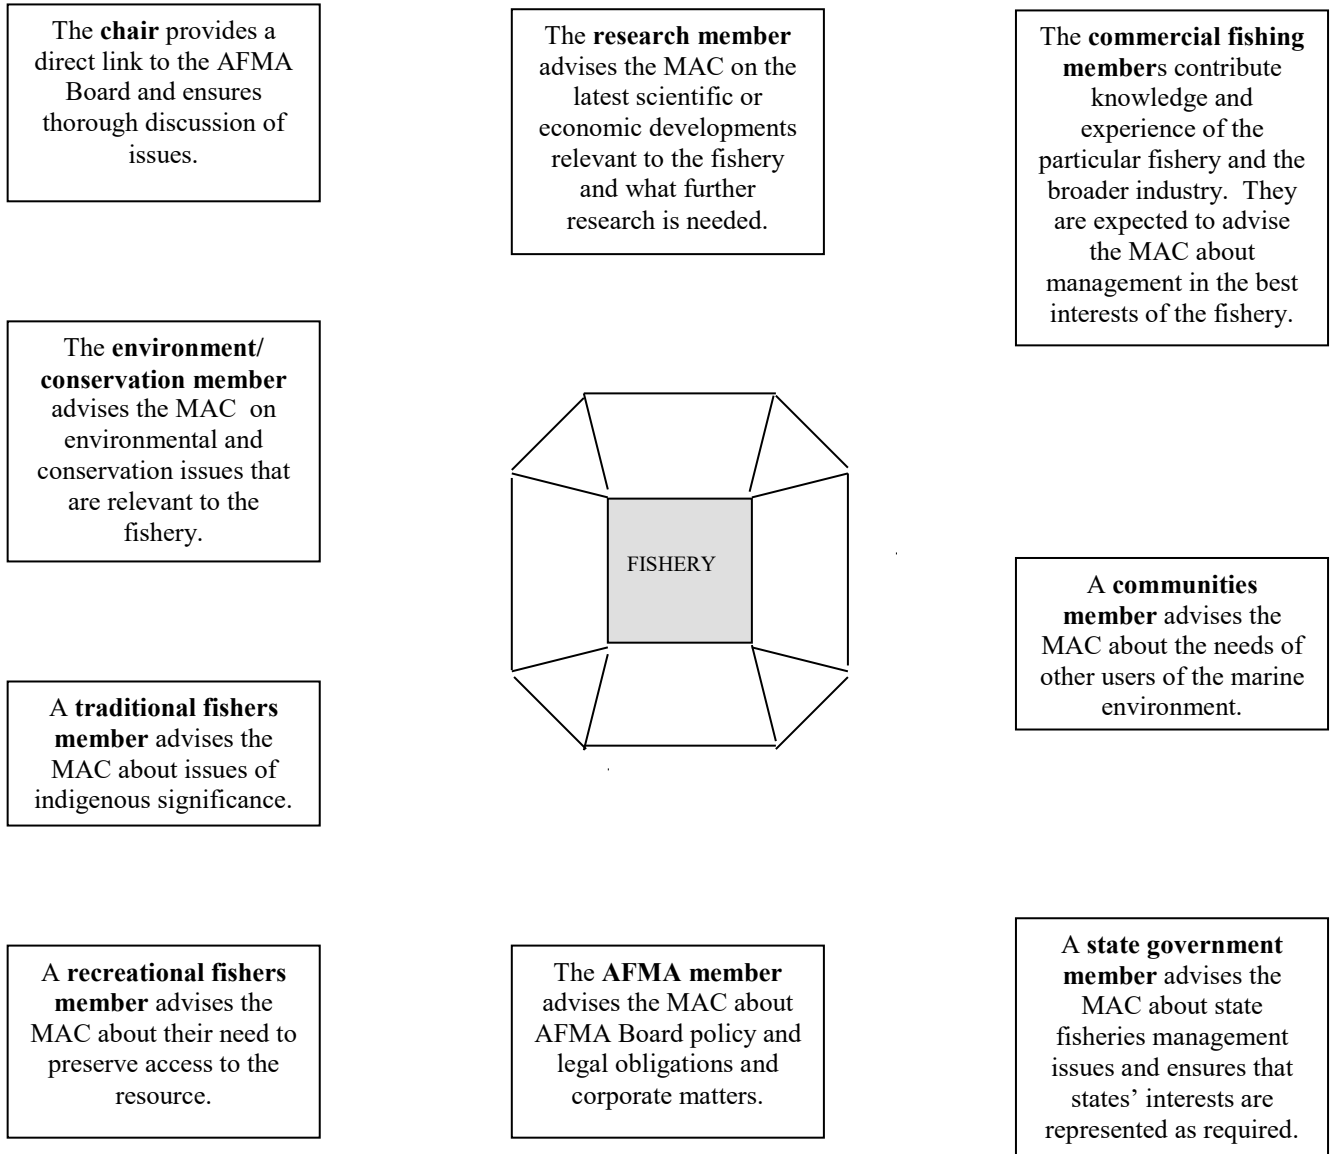 The chair provides a
direct link to the AFMA
Board and ensures
thorough discussion of
issues.
The research member
advises the MAC on the
latest scientific or
economic developments
relevant to the fishery
and what further
research is needed.
The commercial fishing
members contribute
knowledge and
experience of the
particular fishery and the
broader industry.  They
are expected to advise
the MAC about
management in the best
interests of the fishery.
The environment/
conservation member
advises the MAC  on
environmental and
conservation issues that
are relevant to the
fishery.
FISHERY
A communities
member advises the
MAC about the needs of
other users of the marine
environment.
A traditional fishers
member advises the
MAC about issues of
indigenous significance.
A recreational fishers
member advises the
MAC about their need to
preserve access to the
resource.
The AFMA member
advises the MAC about
AFMA Board policy and
legal obligations and
corporate matters.
A state government
member advises the
MAC about state
fisheries management
issues and ensures that
states’ interests are
represented as required.